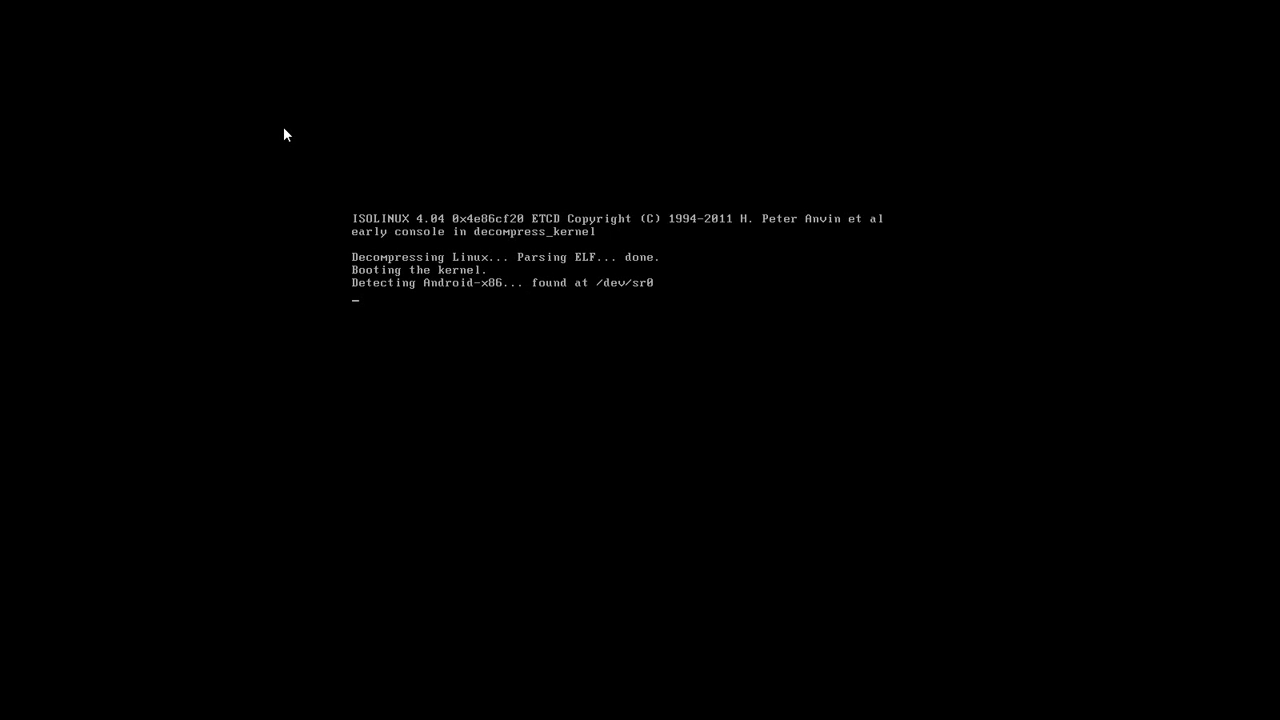 ISOLINUX 4.04 0x4e86cf20 ETCD Copyright (C) 1994-2011 H. Peter Anvin et al
early console in decompress_kernel
Decompressing Linux... Parsing ELF... done.
Booting the kernel.
Detecting Android-x86... found at /dev/sr0
_